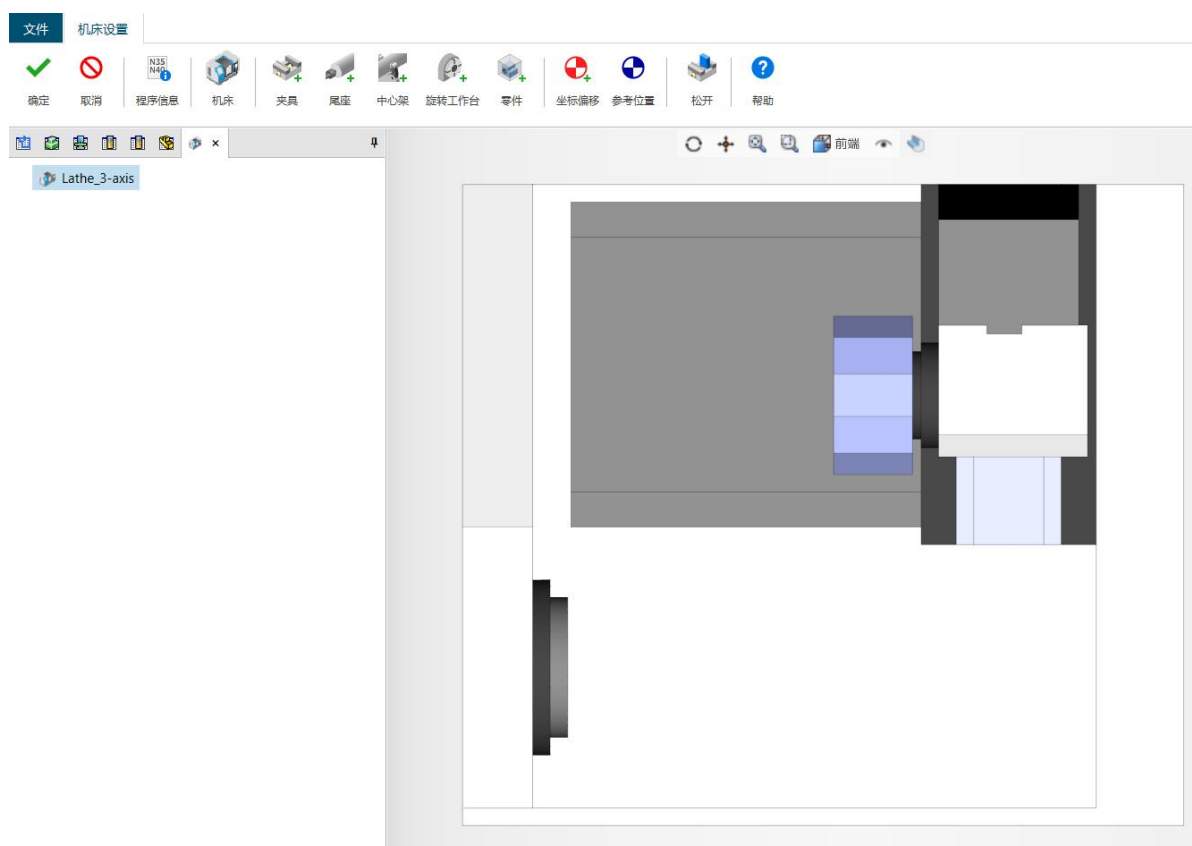 文件 机床设置
N35
N40
确定 取消 程序信息 机床 夹具 尾座 中心架 旋转工作台 零件 坐标偏移 参考位置 松开 帮助
前端
Lathe_3-axis